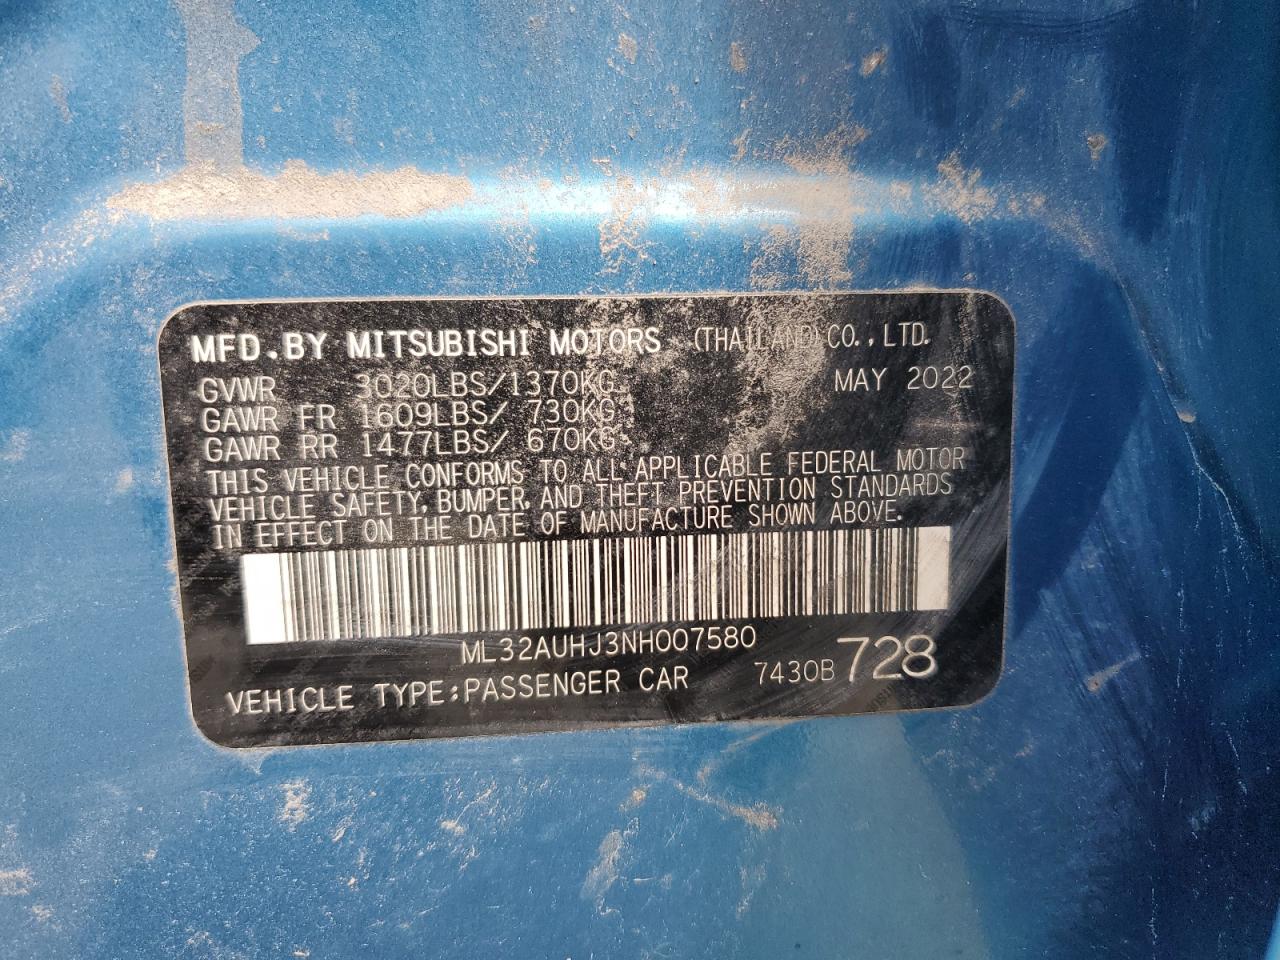 MFD.BY MITSUBISHI MOTORS (THAILAND) CO.,LTD.
GVWR 3020LBS/1370KG MAY 2022
GAWR FR 1609LBS/ 730KG
GAWR RR 1477LBS/ 670KG
THIS VEHICLE CONFORMS TO ALL APPLICABLE FEDERAL MOTOR
VEHICLE SAFETY, BUMPER, AND THEFT PREVENTION STANDARDS
IN EFFECT ON THE DATE OF MANUFACTURE SHOWN ABOVE.
ML32AUHJ3NH007580
VEHICLE TYPE:PASSENGER CAR 7430B 728